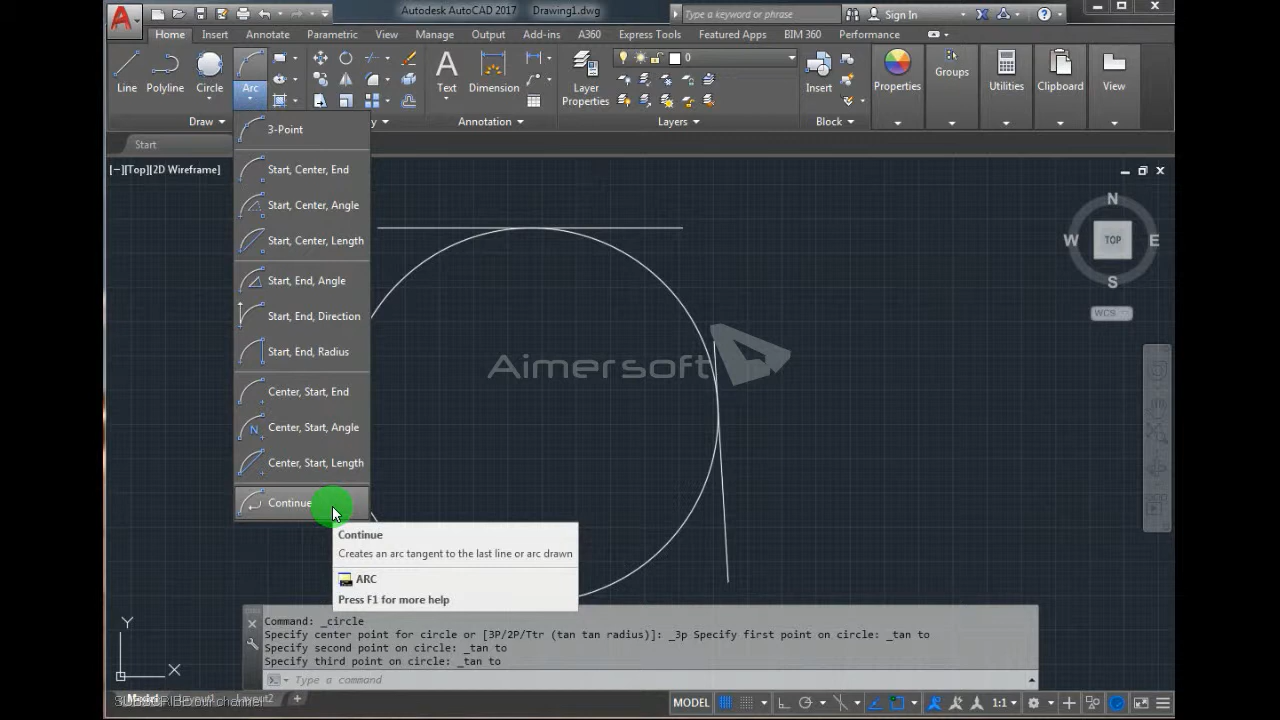 Autodesk AutoCAD 2017 Drawing1.dwg
Type a keyword or phrase
Sign In
Home Insert Annotate Parametric View Manage Output Add-ins A360 Express Tools Featured Apps BIM 360 Performance
Line Polyline Circle Arc
Text Dimension
Layer
Properties
0
Insert
Properties
Groups
Utilities
Clipboard
View
Draw
y
Annotation
Layers
Block
Start
[−][Top][2D Wireframe]
3-Point
Start, Center, End
Start, Center, Angle
Start, Center, Length
Start, End, Angle
Start, End, Direction
Start, End, Radius
Center, Start, End
Center, Start, Angle
Center, Start, Length
Continue
Continue
Creates an arc tangent to the last line or arc drawn
ARC
Press F1 for more help
N
W TOP E
S
WCS
Aimersoft
Command: _circle
Specify center point for circle or [3P/2P/Ttr (tan tan radius)]: _3p Specify first point on circle: _tan to
Specify second point on circle: _tan to
Specify third point on circle: _tan to
Type a command
Y
X
Model Layout1 Layout2
SUBSCRIBE our channel
MODEL
1:1